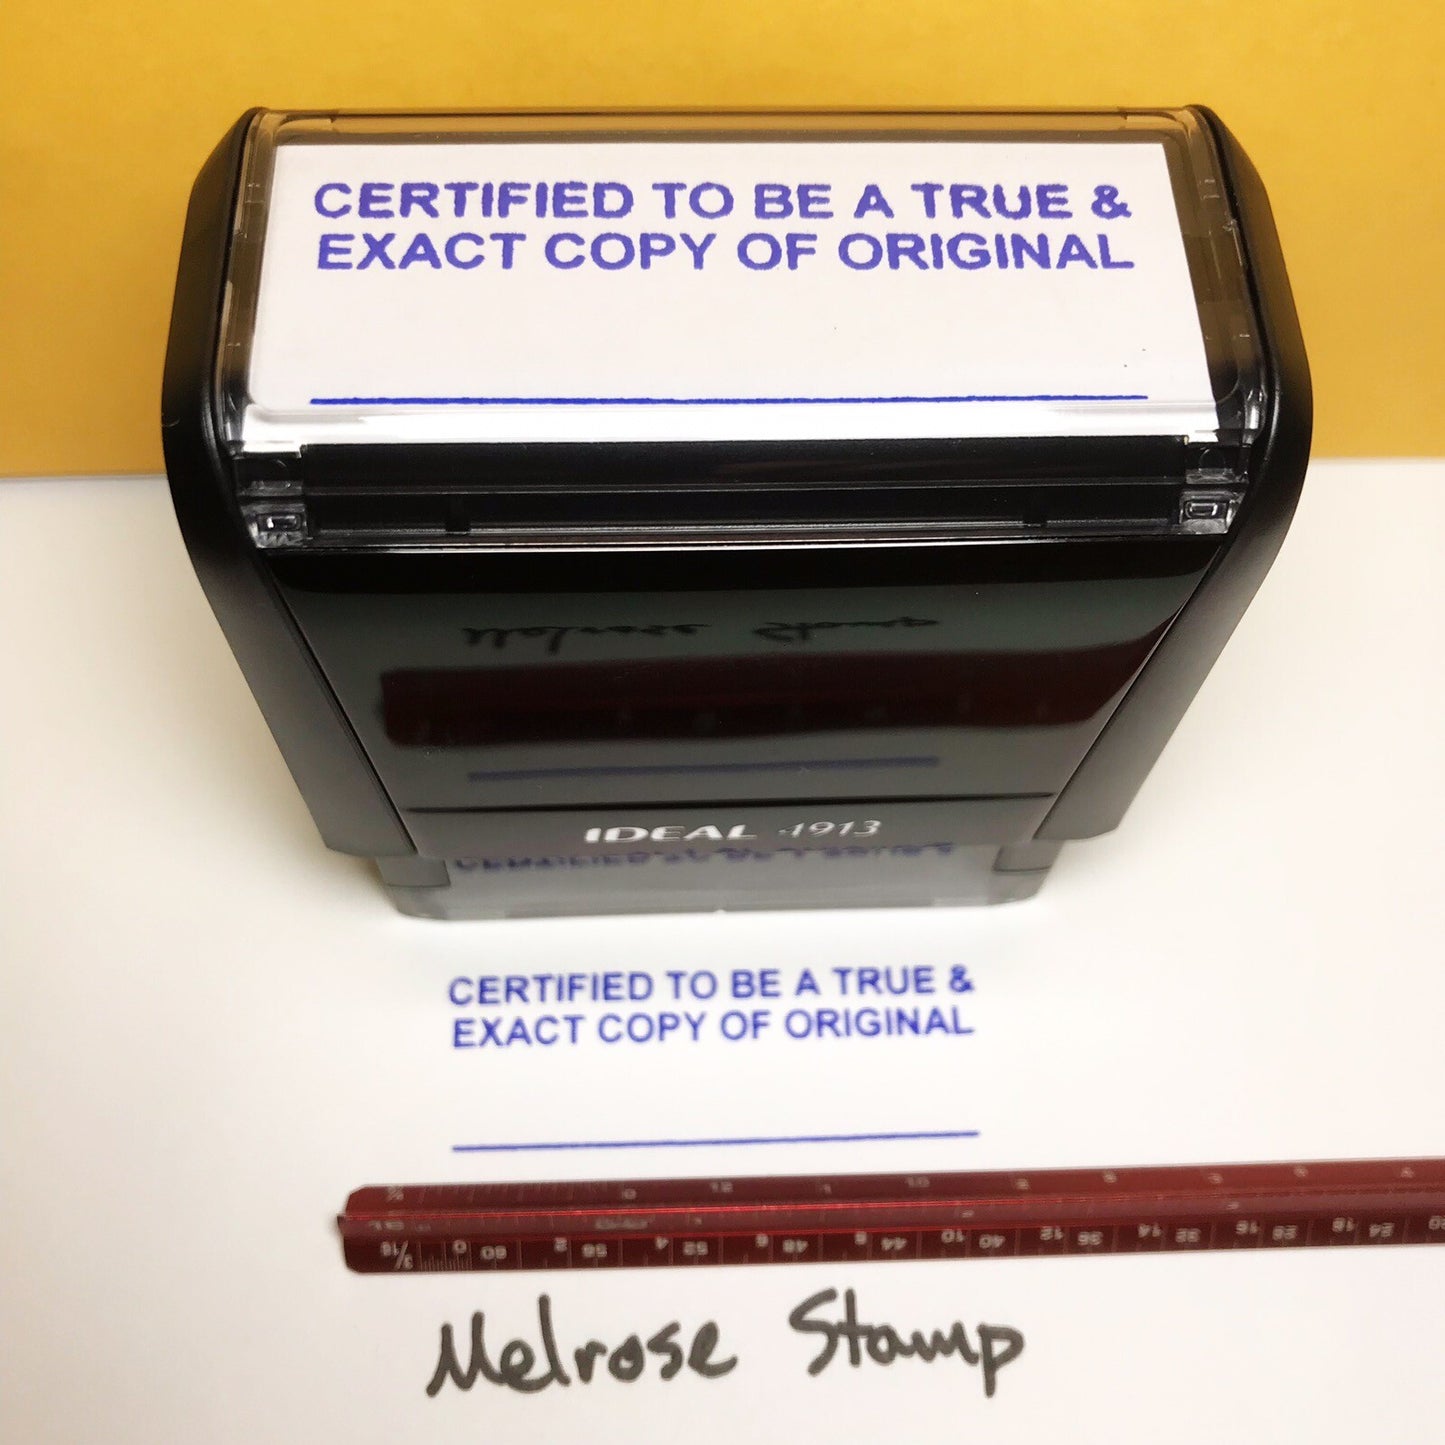 CERTIFIED TO BE A TRUE &
EXACT COPY OF ORIGINAL
IDEAL 4913
CERTIFIED TO BE A TRUE &
EXACT COPY OF ORIGINAL
Melrose Stamp